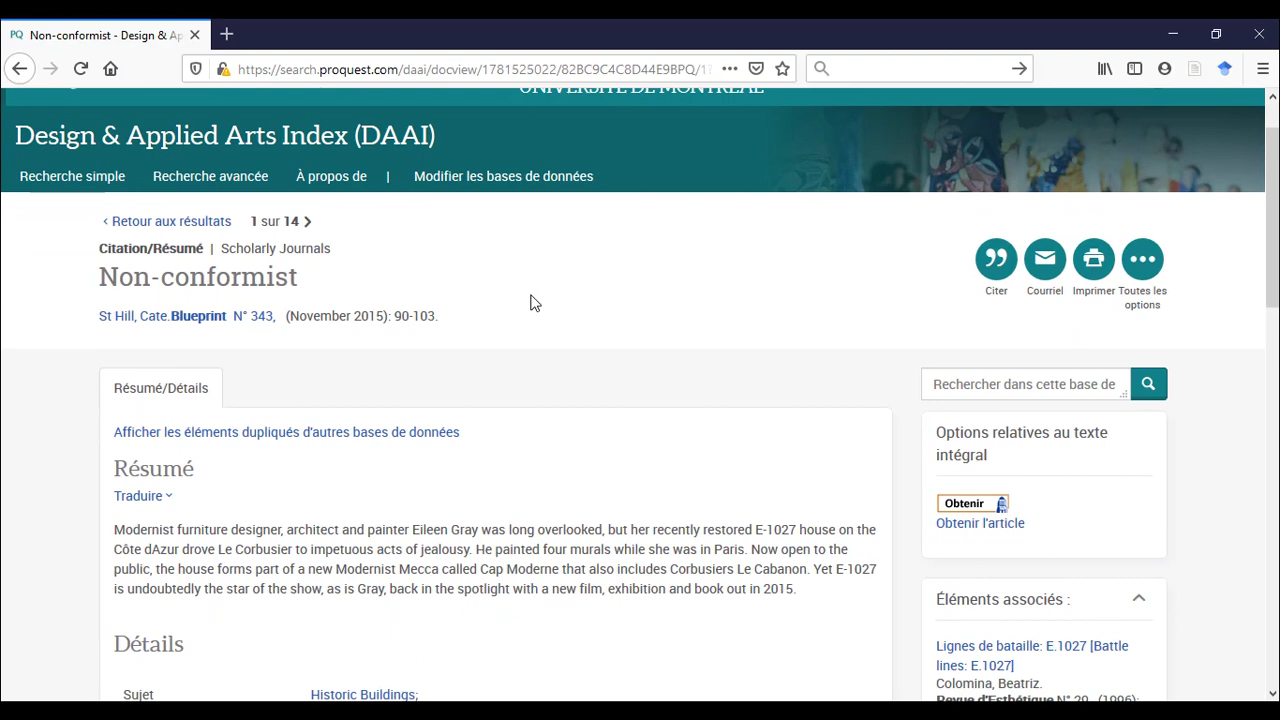 PQ Non-conformist - Design & Ap
https://search.proquest.com/daai/docview/1781525022/82BC9C4C8D44E9BPQ/1?
UNIVERSITÉ DE MONTRÉAL
Design & Applied Arts Index (DAAI)
Recherche simple Recherche avancée À propos de | Modifier les bases de données
‹ Retour aux résultats 1 sur 14 ›
Citation/Résumé | Scholarly Journals
Non-conformist
St Hill, Cate.Blueprint N° 343, (November 2015): 90-103.
Citer Courriel Imprimer Toutes les
options
Résumé/Détails
Rechercher dans cette base de
Afficher les éléments dupliqués d'autres bases de données
Résumé
Traduire
Modernist furniture designer, architect and painter Eileen Gray was long overlooked, but her recently restored E-1027 house on the
Côte dAzur drove Le Corbusier to impetuous acts of jealousy. He painted four murals while she was in Paris. Now open to the
public, the house forms part of a new Modernist Mecca called Cap Moderne that also includes Corbusiers Le Cabanon. Yet E-1027
is undoubtedly the star of the show, as is Gray, back in the spotlight with a new film, exhibition and book out in 2015.
Détails
Sujet Historic Buildings;
Options relatives au texte
intégral
Obtenir
Obtenir l'article
Éléments associés :
Lignes de bataille: E.1027 [Battle
lines: E.1027]
Colomina, Beatriz.
Revue d'Esthétique N° 29, (1996):